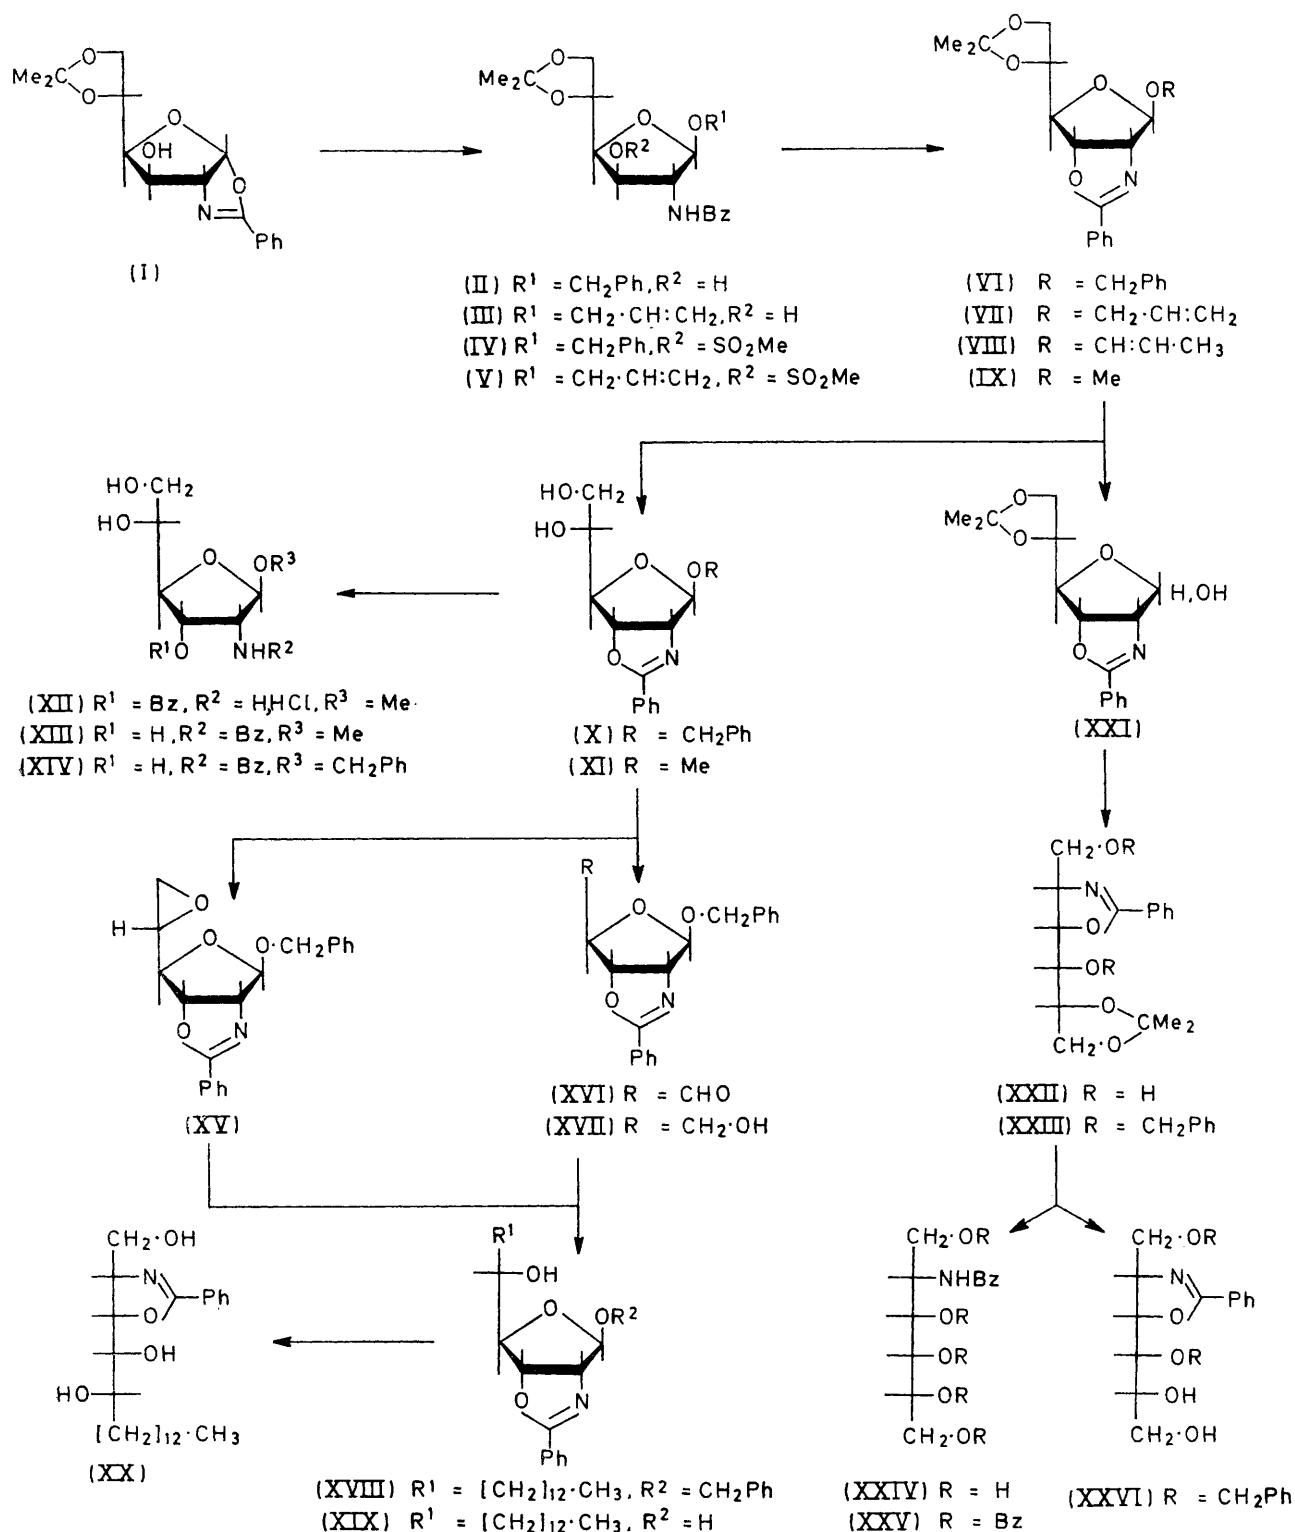 Me₂C
O
O
O
OH
O
N
Ph
(I)
Me₂C
O
O
O
OR¹
OR²
NHBz
(II) R¹ = CH₂Ph, R² = H
(III) R¹ = CH₂·CH:CH₂, R² = H
(IV) R¹ = CH₂Ph, R² = SO₂Me
(V) R¹ = CH₂·CH:CH₂, R² = SO₂Me
Me₂C
O
O
O
OR
O
N
Ph
(VI) R = CH₂Ph
(VII) R = CH₂·CH:CH₂
(VIII) R = CH:CH·CH₃
(IX) R = Me
HO·CH₂
HO
O
OR³
R¹O
NHR²
(XII) R¹ = Bz, R² = H,HCl, R³ = Me·
(XIII) R¹ = H, R² = Bz, R³ = Me
(XIV) R¹ = H, R² = Bz, R³ = CH₂Ph
HO·CH₂
HO
O
OR
O
N
Ph
(X) R = CH₂Ph
(XI) R = Me
Me₂C
O
O
O
H,OH
O
N
Ph
(XXI)
O
H
O
O·CH₂Ph
O
N
Ph
(XV)
R
O
O·CH₂Ph
O
N
Ph
(XVI) R = CHO
(XVII) R = CH₂·OH
CH₂·OR
N
Ph
O
OR
O
CMe₂
CH₂·O
(XXII) R = H
(XXIII) R = CH₂Ph
CH₂·OH
N
Ph
O
OH
HO
[CH₂]₁₂·CH₃
(XX)
R¹
OH
O
OR²
O
N
Ph
(XVIII) R¹ = [CH₂]₁₂·CH₃, R² = CH₂Ph
(XIX) R¹ = [CH₂]₁₂·CH₃, R² = H
CH₂·OR
NHBz
OR
OR
OR
CH₂·OR
(XXIV) R = H
(XXV) R = Bz
CH₂·OR
N
Ph
O
OR
OH
CH₂·OH
(XXVI) R = CH₂Ph